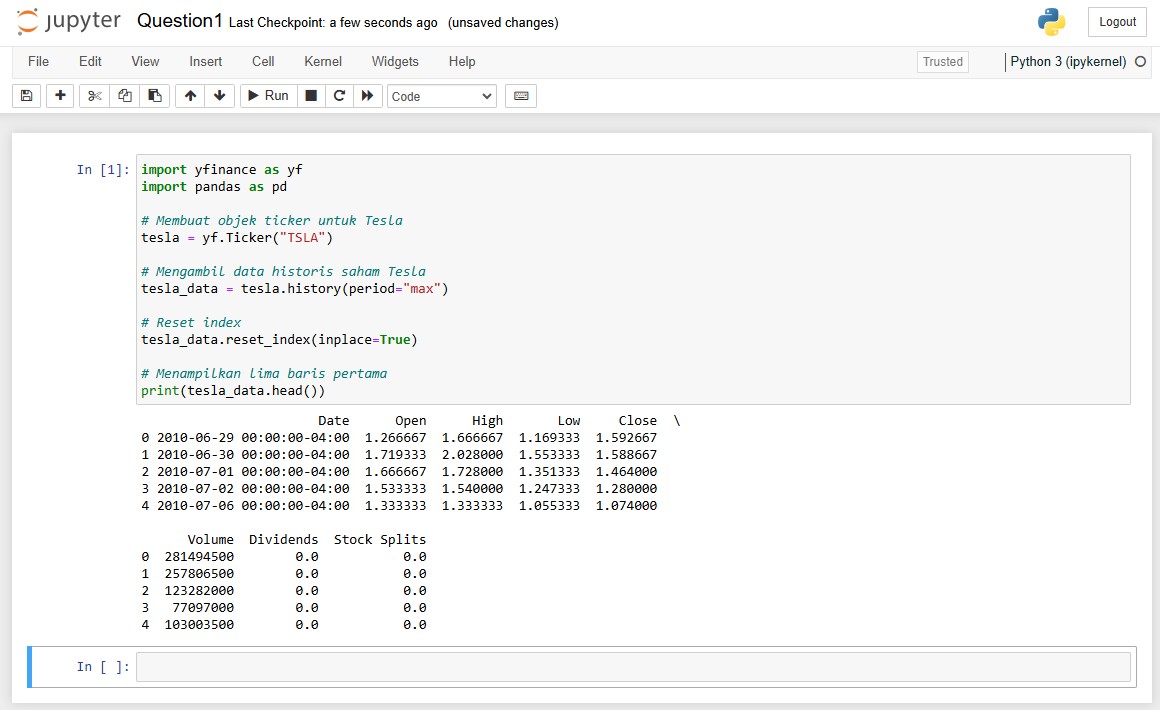 jupyter Question1 Last Checkpoint: a few seconds ago (unsaved changes) Logout
File Edit View Insert Cell Kernel Widgets Help Trusted Python 3 (ipykernel)
Run Code
In [1]: import yfinance as yf
import pandas as pd
# Membuat objek ticker untuk Tesla
tesla = yf.Ticker("TSLA")
# Mengambil data historis saham Tesla
tesla_data = tesla.history(period="max")
# Reset index
tesla_data.reset_index(inplace=True)
# Menampilkan lima baris pertama
print(tesla_data.head())
Date Open High Low Close \
0 2010-06-29 00:00:00-04:00 1.266667 1.666667 1.169333 1.592667
1 2010-06-30 00:00:00-04:00 1.719333 2.028000 1.553333 1.588667
2 2010-07-01 00:00:00-04:00 1.666667 1.728000 1.351333 1.464000
3 2010-07-02 00:00:00-04:00 1.533333 1.540000 1.247333 1.280000
4 2010-07-06 00:00:00-04:00 1.333333 1.333333 1.055333 1.074000
Volume Dividends Stock Splits
0 281494500 0.0 0.0
1 257806500 0.0 0.0
2 123282000 0.0 0.0
3 77097000 0.0 0.0
4 103003500 0.0 0.0
In [ ]: